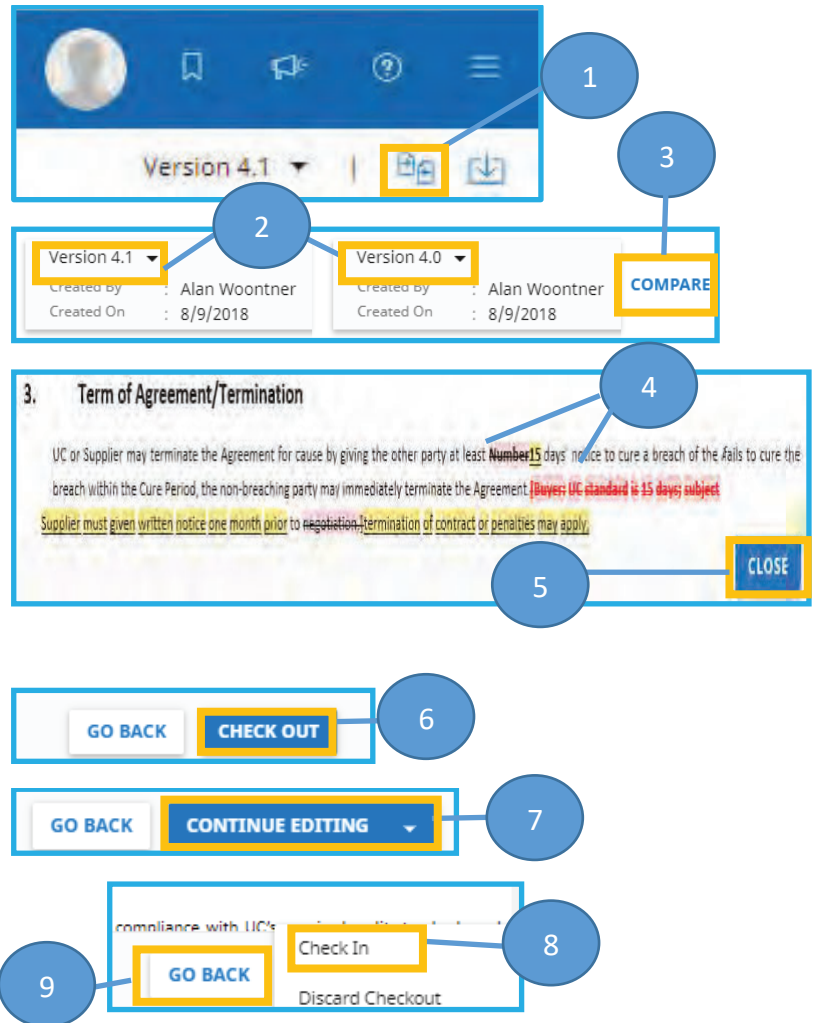 1
Version 4.1
3
2
Version 4.1
Created By : Alan Woontner
Created On : 8/9/2018
Version 4.0
Created By : Alan Woontner
Created On : 8/9/2018
COMPARE
4
3. Term of Agreement/Termination
UC or Supplier may terminate the Agreement for cause by giving the other party at least Number15 days' notice to cure a breach of the fails to cure the
breach within the Cure Period, the non-breaching party may immediately terminate the Agreement.[Buyer: UC standard is 15 days; subject
Supplier must given written notice one month prior to negotiation.]termination of contract or penalties may apply.
CLOSE
5
6
GO BACK CHECK OUT
7
GO BACK CONTINUE EDITING
compliance with UC's
8
Check In
9
GO BACK
Discard Checkout